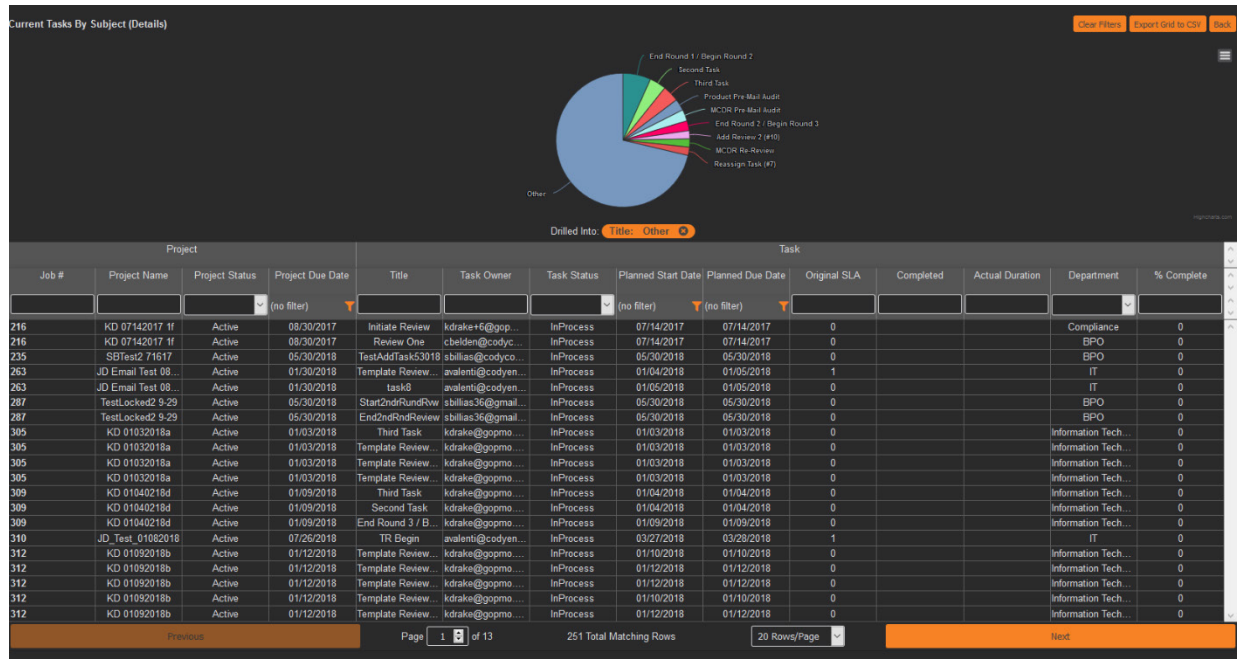 Current Tasks By Subject (Details)
Clear Filters Export Grid to CSV Back
End Round 1 / Begin Round 2
Second Task
Third Task
Product Pre-Mail Audit
MCDR Pre-Mail Audit
End Round 2 / Begin Round 3
Add Review 2 (#10)
MCDR Re-Review
Reassign Task (#7)
Other
highcharts.com
Drilled Into: Title: Other
Project Task
Job # Project Name Project Status Project Due Date Title Task Owner Task Status Planned Start Date Planned Due Date Original SLA Completed Actual Duration Department % Complete
(no filter) (no filter) (no filter)
216 KD 07142017 1f Active 08/30/2017 Initiate Review kdrake+6@gop... InProcess 07/14/2017 07/14/2017 0 Compliance 0
216 KD 07142017 1f Active 08/30/2017 Review One cbelden@codyc... InProcess 07/14/2017 07/14/2017 0 BPO 0
235 SBTest2 71617 Active 05/30/2018 TestAddTask53018 sbillias@codyco... InProcess 05/30/2018 05/30/2018 0 BPO 0
263 JD Email Test 08... Active 01/30/2018 Template Review... avalenti@codyen... InProcess 01/04/2018 01/05/2018 1 IT 0
263 JD Email Test 08... Active 01/30/2018 task8 avalenti@codyen... InProcess 01/05/2018 01/05/2018 0 IT 0
287 TestLocked2 9-29 Active 05/30/2018 Start2ndrRundRw sbillias36@gmail... InProcess 05/30/2018 05/30/2018 0 BPO 0
287 TestLocked2 9-29 Active 05/30/2018 End2ndRndReview sbillias36@gmail... InProcess 05/30/2018 05/30/2018 0 BPO 0
305 KD 01032018a Active 01/03/2018 Third Task kdrake@gopmo.... InProcess 01/03/2018 01/03/2018 0 Information Tech... 0
305 KD 01032018a Active 01/03/2018 Template Review... kdrake@gopmo.... InProcess 01/03/2018 01/03/2018 0 Information Tech... 0
305 KD 01032018a Active 01/03/2018 Template Review... kdrake@gopmo.... InProcess 01/03/2018 01/03/2018 0 Information Tech... 0
305 KD 01032018a Active 01/03/2018 Template Review... kdrake@gopmo.... InProcess 01/03/2018 01/03/2018 0 Information Tech... 0
309 KD 01040218d Active 01/09/2018 Third Task kdrake@gopmo.... InProcess 01/04/2018 01/04/2018 0 Information Tech... 0
309 KD 01040218d Active 01/09/2018 Second Task kdrake@gopmo.... InProcess 01/04/2018 01/04/2018 0 Information Tech... 0
309 KD 01040218d Active 01/09/2018 End Round 3 / B... kdrake@gopmo.... InProcess 01/09/2018 01/09/2018 0 Information Tech... 0
310 JD_Test_01082018 Active 07/26/2018 TR Begin avalenti@codyen... InProcess 03/27/2018 03/28/2018 1 IT 0
312 KD 01092018b Active 01/12/2018 Template Review... kdrake@gopmo.... InProcess 01/10/2018 01/10/2018 0 Information Tech... 0
312 KD 01092018b Active 01/12/2018 Template Review... kdrake@gopmo.... InProcess 01/12/2018 01/12/2018 0 Information Tech... 0
312 KD 01092018b Active 01/12/2018 Template Review... kdrake@gopmo.... InProcess 01/12/2018 01/12/2018 0 Information Tech... 0
312 KD 01092018b Active 01/12/2018 Template Review... kdrake@gopmo.... InProcess 01/10/2018 01/10/2018 0 Information Tech... 0
312 KD 01092018b Active 01/12/2018 Template Review... kdrake@gopmo.... InProcess 01/12/2018 01/12/2018 0 Information Tech... 0
Previous Page 1 of 13 251 Total Matching Rows 20 Rows/Page Next